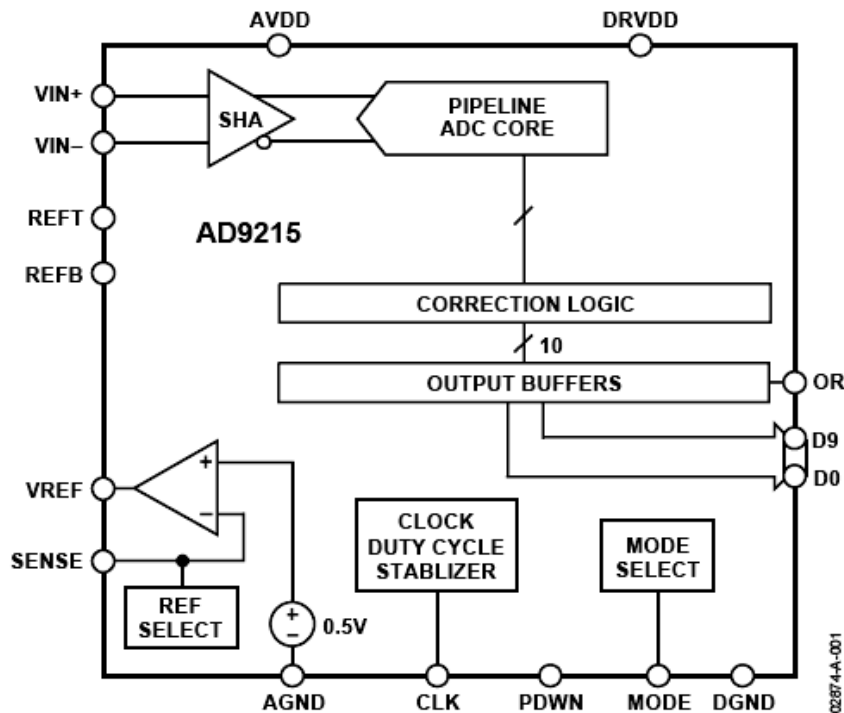 AVDD
DRVDD
VIN+
SHA
PIPELINE
ADC CORE
VIN–
REFT
AD9215
REFB
CORRECTION LOGIC
10
OUTPUT BUFFERS
OR
D9
D0
VREF
+
–
SENSE
CLOCK
DUTY CYCLE
STABLIZER
MODE
SELECT
REF
SELECT
+
–
0.5V
AGND
CLK
PDWN
MODE
DGND
02874-A-001